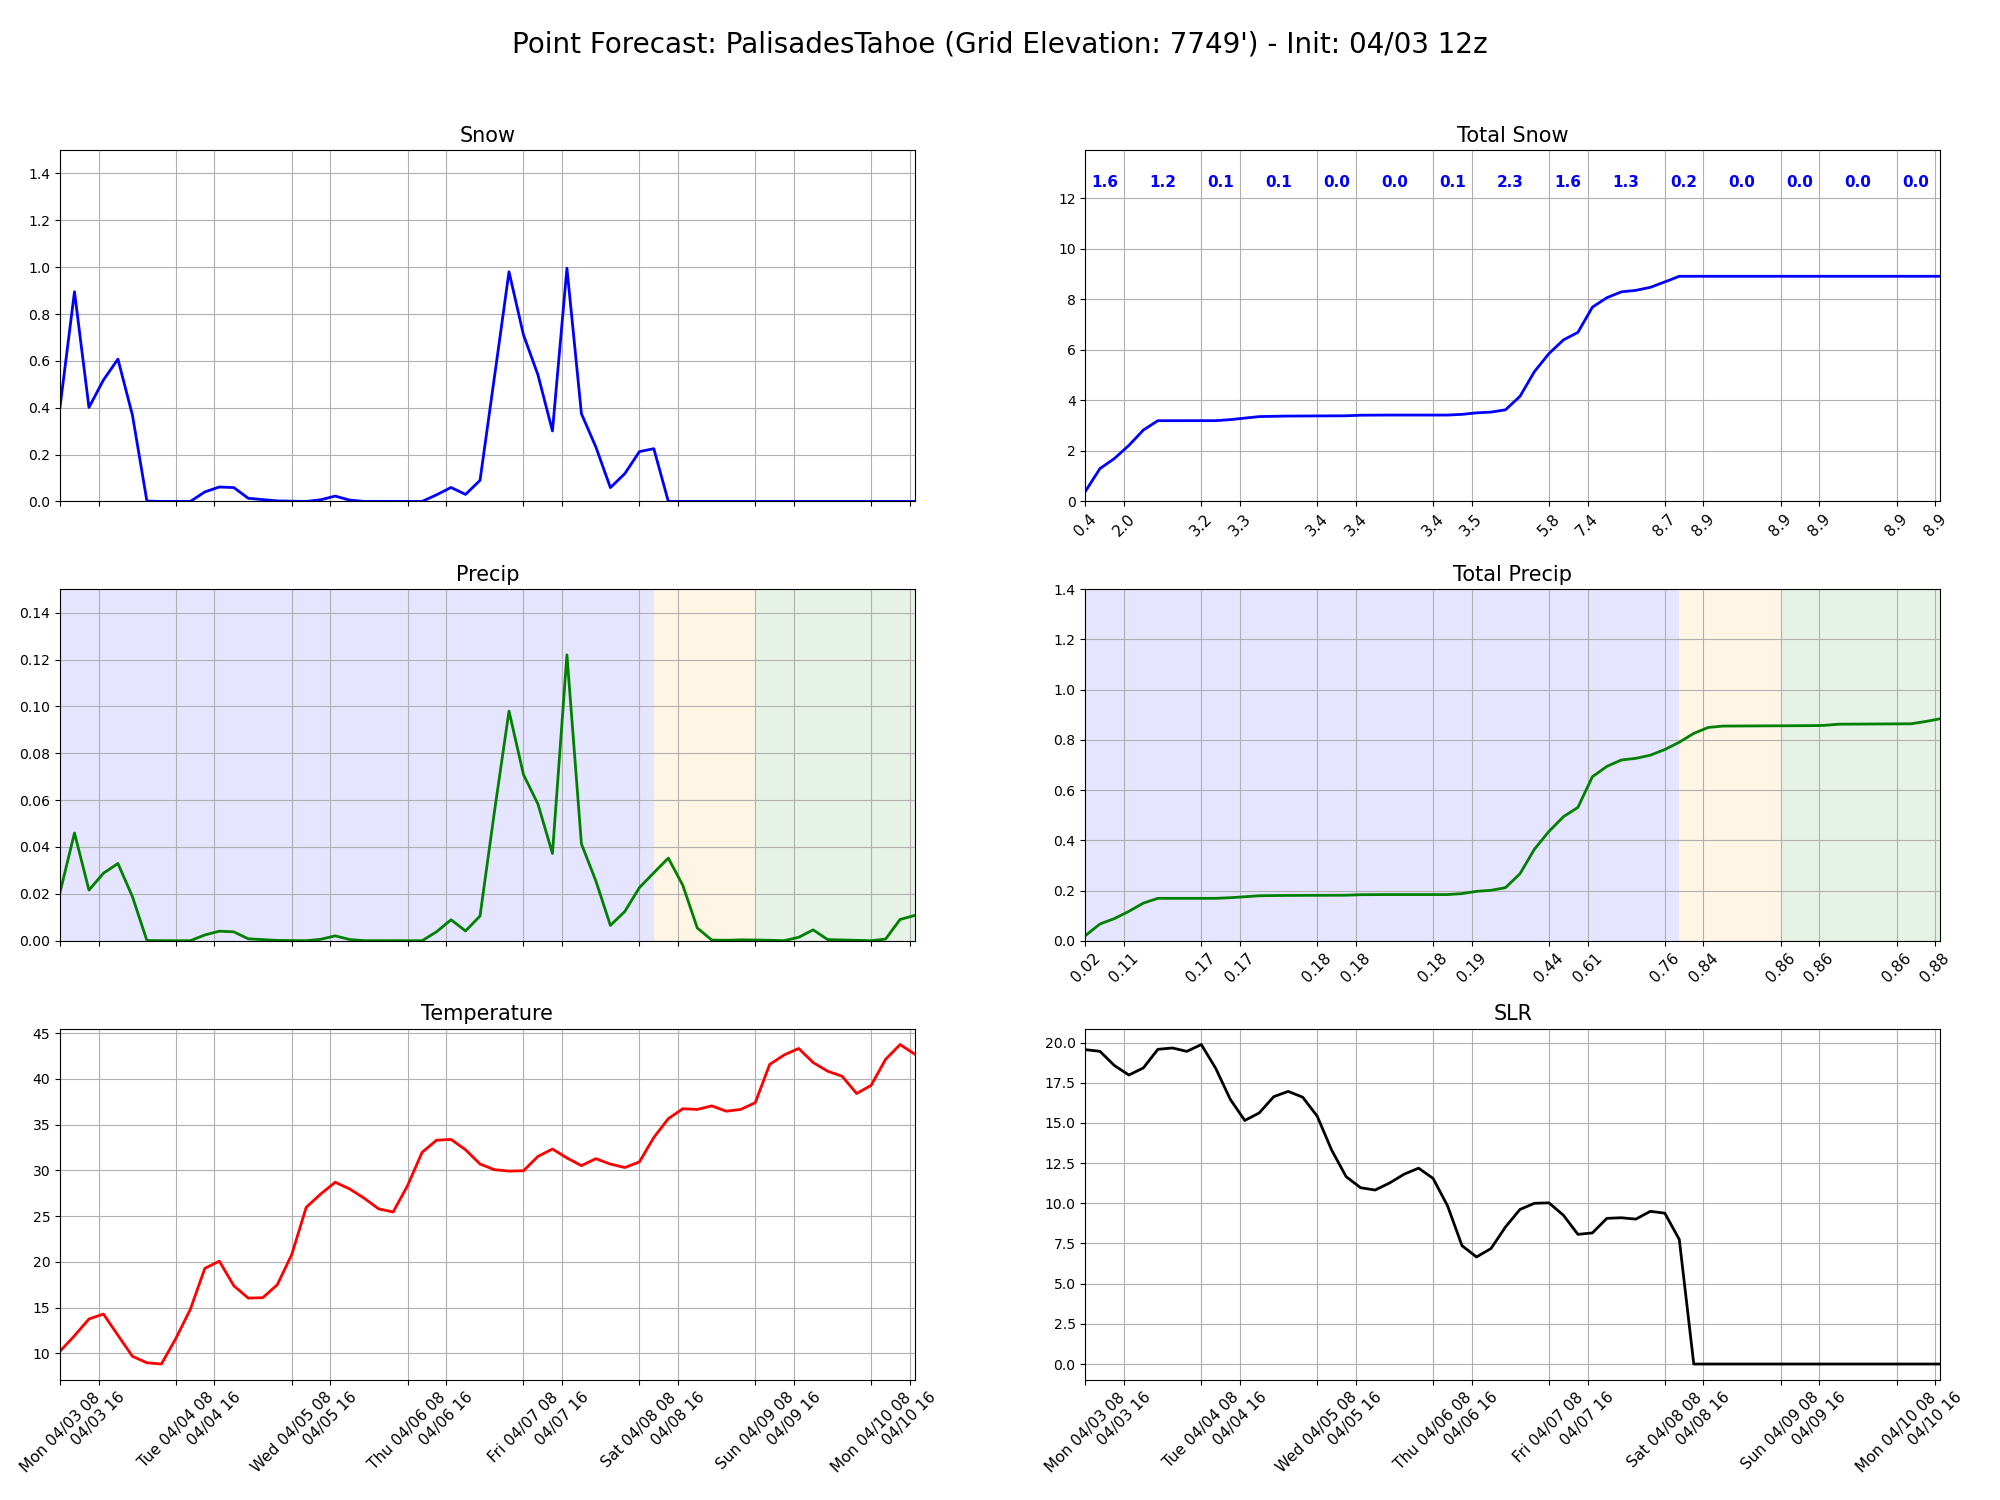 Point Forecast: PalisadesTahoe (Grid Elevation: 7749') - Init: 04/03 12z
Snow
1.4
1.2
1.0
0.8
0.6
0.4
0.2
0.0
Total Snow
1.6 1.2 0.1 0.1 0.0 0.0 0.1 2.3 1.6 1.3 0.2 0.0 0.0 0.0 0.0
12
10
8
6
4
2
0
0.4 2.0 3.2 3.3 3.4 3.4 3.4 3.5 5.8 7.4 8.7 8.9 8.9 8.9 8.9 8.9
Precip
0.14
0.12
0.10
0.08
0.06
0.04
0.02
0.00
Total Precip
1.4
1.2
1.0
0.8
0.6
0.4
0.2
0.0
0.02 0.11 0.17 0.17 0.18 0.18 0.18 0.19 0.44 0.61 0.76 0.84 0.86 0.86 0.86 0.88
Temperature
45
40
35
30
25
20
15
10
Mon 04/03 08
04/03 16
Tue 04/04 08
04/04 16
Wed 04/05 08
04/05 16
Thu 04/06 08
04/06 16
Fri 04/07 08
04/07 16
Sat 04/08 08
04/08 16
Sun 04/09 08
04/09 16
Mon 04/10 08
04/10 16
SLR
20.0
17.5
15.0
12.5
10.0
7.5
5.0
2.5
0.0
Mon 04/03 08
04/03 16
Tue 04/04 08
04/04 16
Wed 04/05 08
04/05 16
Thu 04/06 08
04/06 16
Fri 04/07 08
04/07 16
Sat 04/08 08
04/08 16
Sun 04/09 08
04/09 16
Mon 04/10 08
04/10 16